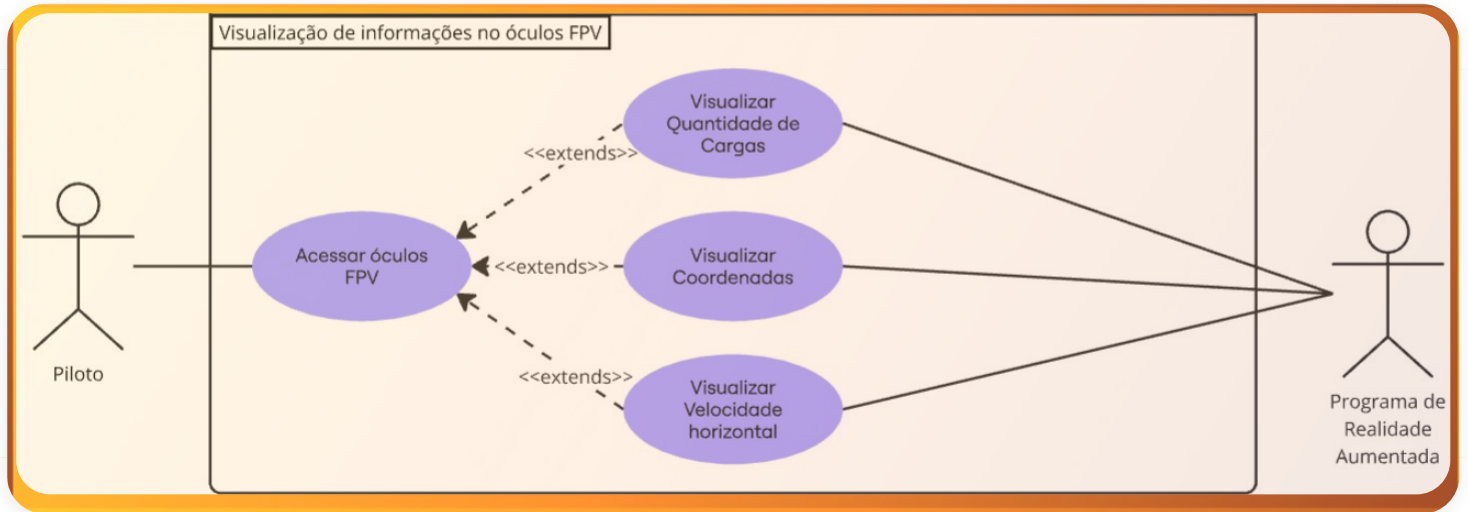 Visualização de informações no óculos FPV
Visualizar
Quantidade de
Cargas
<<extends>>
Acessar óculos
FPV
<<extends>>
Visualizar
Coordenadas
<<extends>>
Visualizar
Velocidade
horizontal
Piloto
Programa de
Realidade
Aumentada